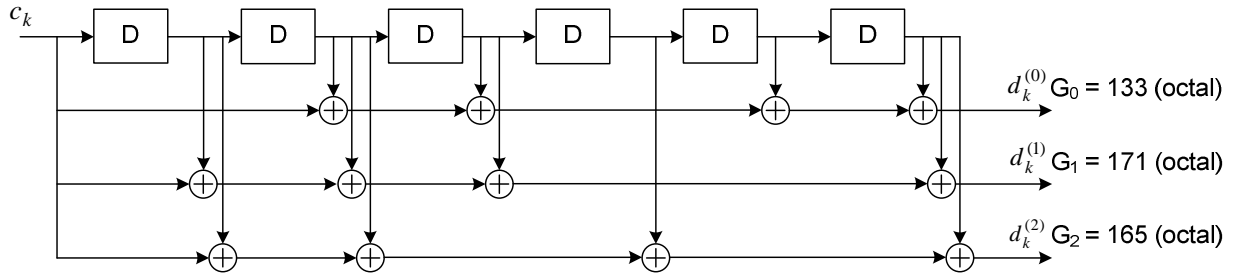 c_k
D D D D D D
d_k^{(0)} G₀ = 133 (octal)
d_k^{(1)} G₁ = 171 (octal)
d_k^{(2)} G₂ = 165 (octal)